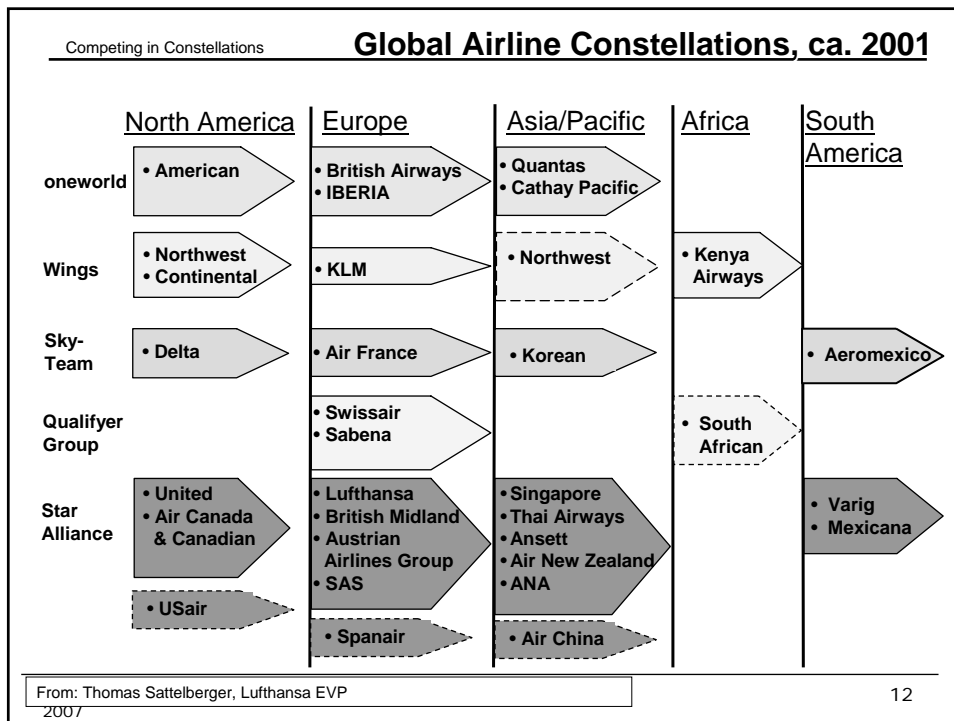 Competing in Constellations
Global Airline Constellations, ca. 2001
North America
Europe
Asia/Pacific
Africa
South
America
oneworld
• American
• British Airways
• IBERIA
• Quantas
• Cathay Pacific
Wings
• Northwest
• Continental
• KLM
• Northwest
• Kenya
Airways
Sky-
Team
• Delta
• Air France
• Korean
• Aeromexico
Qualifyer
Group
• Swissair
• Sabena
• South
African
Star
Alliance
• United
• Air Canada
& Canadian
• Lufthansa
• British Midland
• Austrian
Airlines Group
• SAS
• Singapore
• Thai Airways
• Ansett
• Air New Zealand
• ANA
• Varig
• Mexicana
• USair
• Spanair
• Air China
From: Thomas Sattelberger, Lufthansa EVP
2007
12